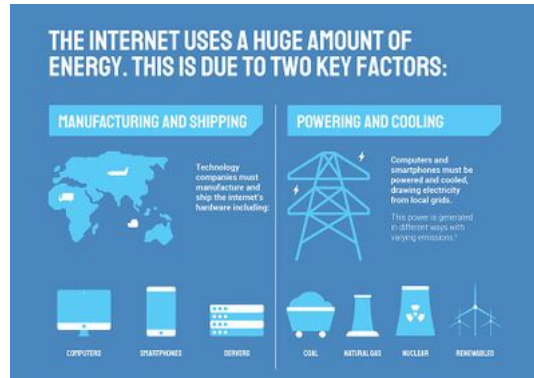 THE INTERNET USES A HUGE AMOUNT OF
ENERGY. THIS IS DUE TO TWO KEY FACTORS:
MANUFACTURING AND SHIPPING
Technology
companies must
manufacture and
ship the internet's
hardware including:
COMPUTERS
SMARTPHONES
SERVERS
POWERING AND COOLING
Computers and
smartphones must be
powered and cooled,
drawing electricity
from local grids.
This power is generated
in different ways with
varying emissions.
COAL
NATURAL GAS
NUCLEAR
RENEWABLES